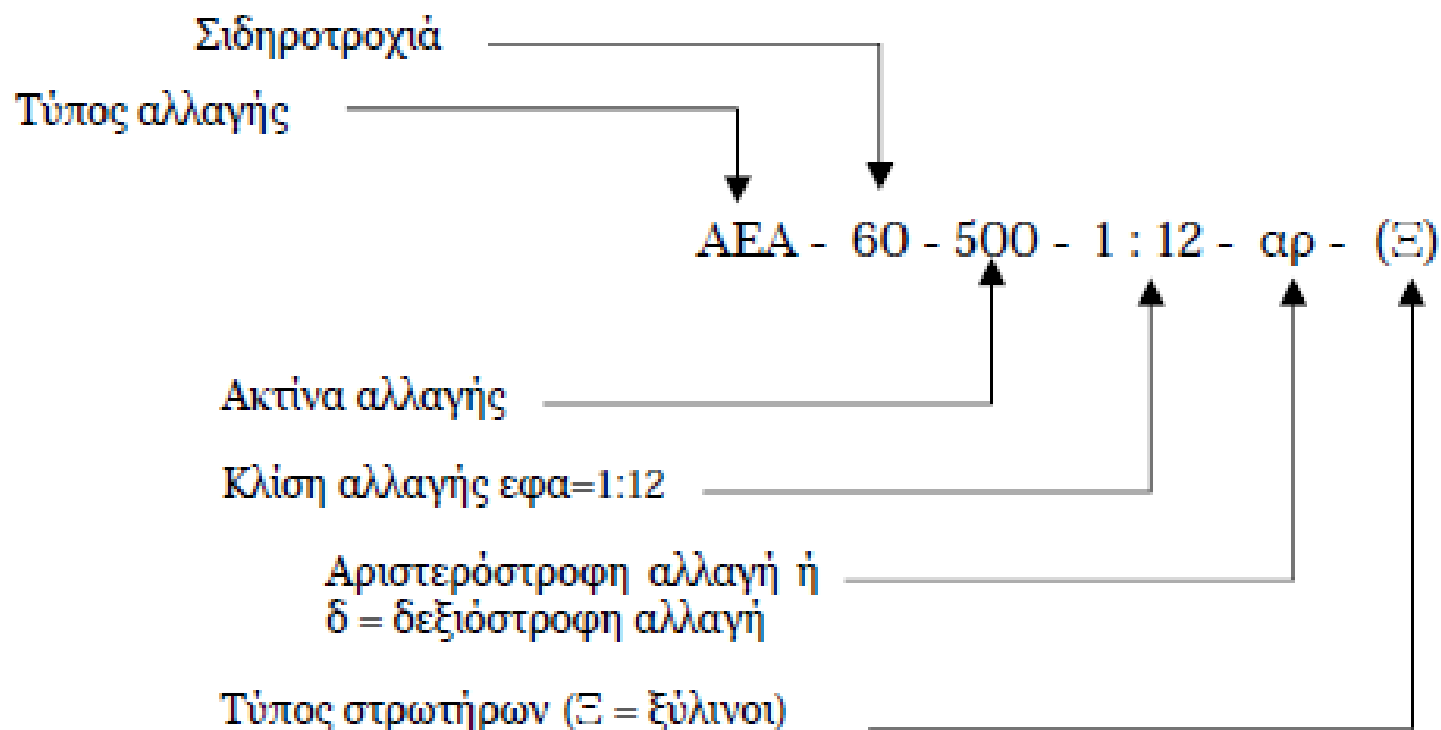 Σιδηροτροχιά
Τύπος αλλαγής
ΑΕΑ - 60 - 500 - 1 : 12 - αρ - (Ξ)
Ακτίνα αλλαγής
Κλίση αλλαγής εφα=1:12
Αριστερόστροφη αλλαγή ή
δ = δεξιόστροφη αλλαγή
Τύπος στρωτήρων (Ξ = ξύλινοι)